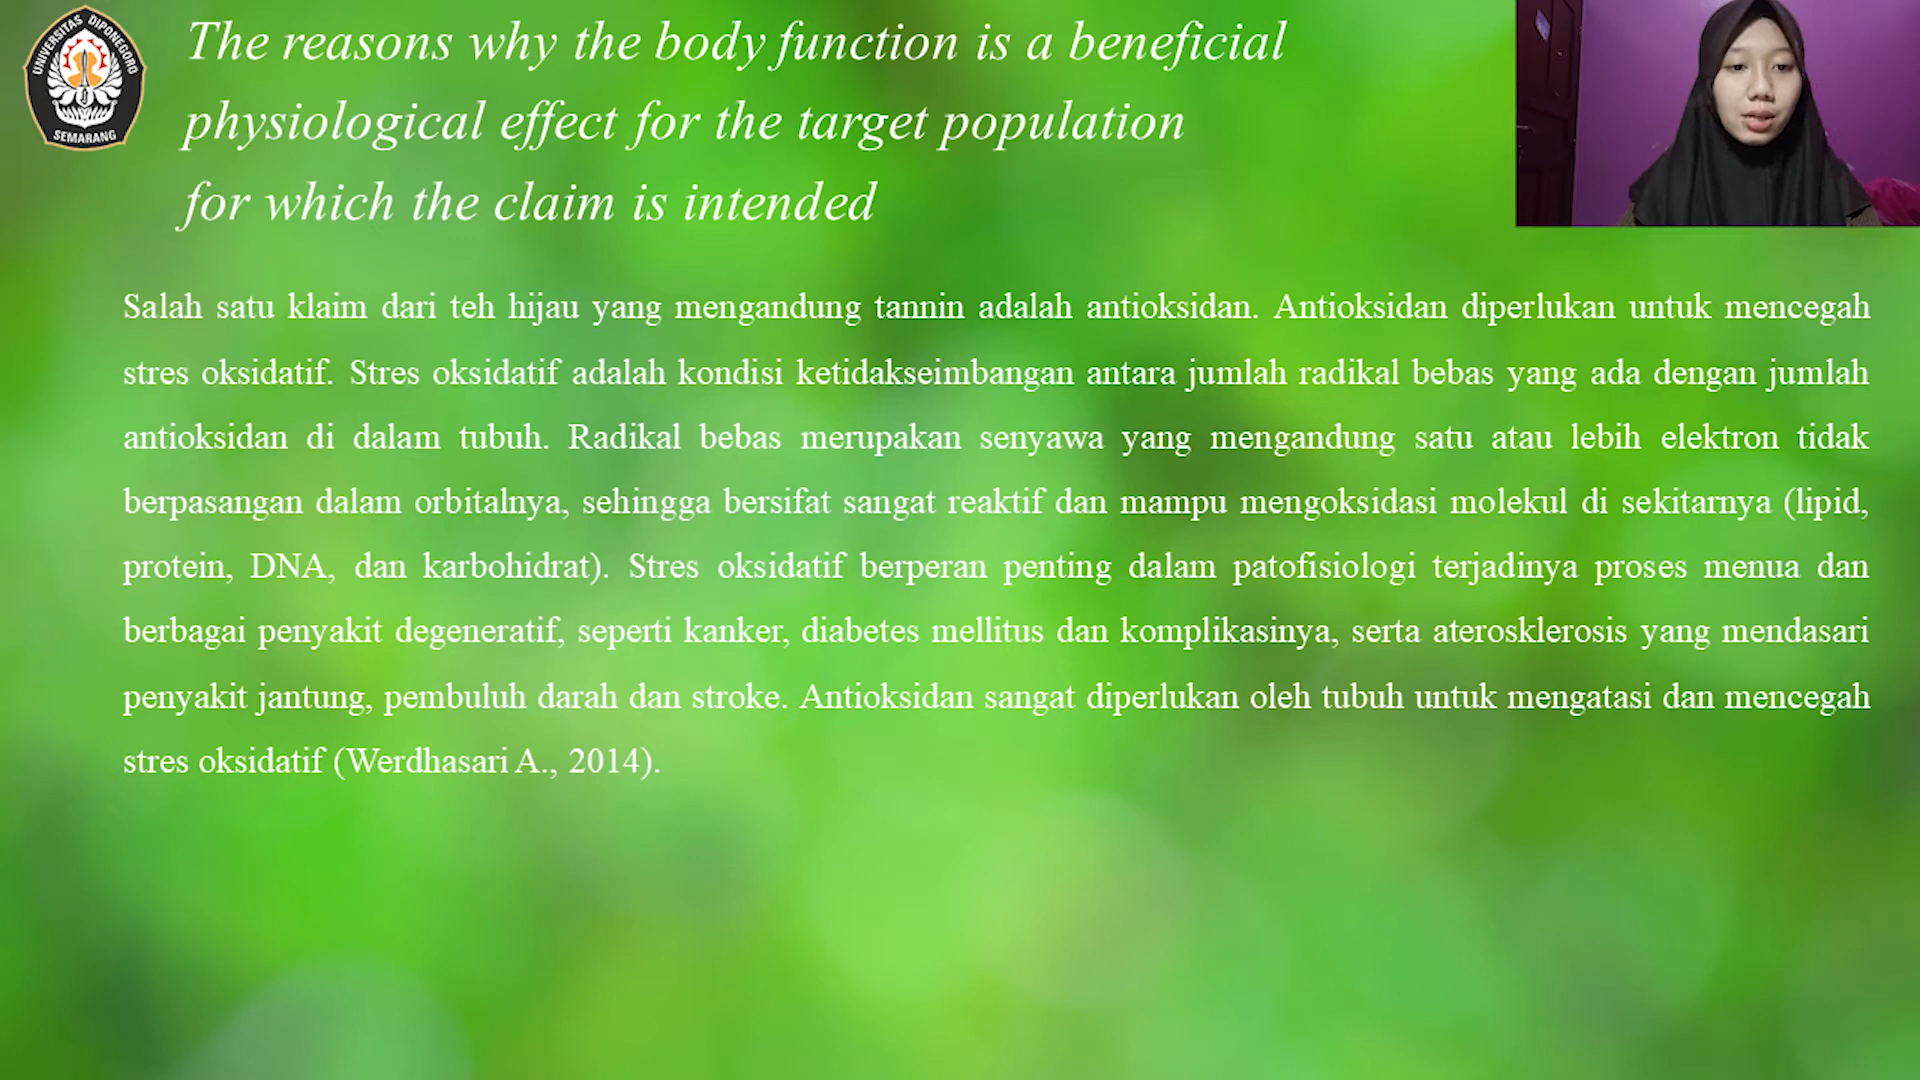 UNIVERSITAS DIPONEGORO
SEMARANG
The reasons why the body function is a beneficial
physiological effect for the target population
for which the claim is intended
Salah satu klaim dari teh hijau yang mengandung tannin adalah antioksidan. Antioksidan diperlukan untuk mencegah
stres oksidatif. Stres oksidatif adalah kondisi ketidakseimbangan antara jumlah radikal bebas yang ada dengan jumlah
antioksidan di dalam tubuh. Radikal bebas merupakan senyawa yang mengandung satu atau lebih elektron tidak
berpasangan dalam orbitalnya, sehingga bersifat sangat reaktif dan mampu mengoksidasi molekul di sekitarnya (lipid,
protein, DNA, dan karbohidrat). Stres oksidatif berperan penting dalam patofisiologi terjadinya proses menua dan
berbagai penyakit degeneratif, seperti kanker, diabetes mellitus dan komplikasinya, serta aterosklerosis yang mendasari
penyakit jantung, pembuluh darah dan stroke. Antioksidan sangat diperlukan oleh tubuh untuk mengatasi dan mencegah
stres oksidatif (Werdhasari A., 2014).